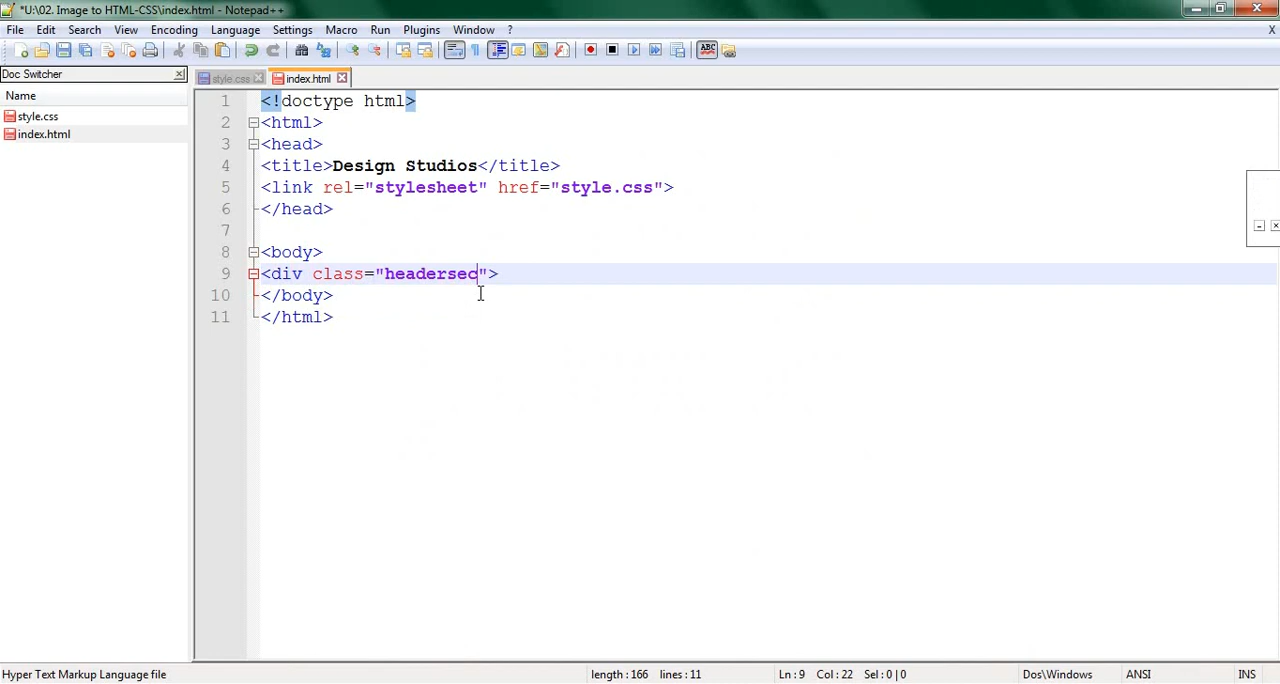 *U:\02. Image to HTML-CSS\index.html - Notepad++
File Edit Search View Encoding Language Settings Macro Run Plugins Window ? X
ABC
Doc Switcher
style.css index.html
Name
style.css
index.html
1 <!doctype html>
2 <html>
3 <head>
4 <title>Design Studios</title>
5 <link rel="stylesheet" href="style.css">
6 </head>
7
8 <body>
9 <div class="headersec">
10 </body>
11 </html>
Hyper Text Markup Language file length : 166 lines : 11 Ln : 9 Col : 22 Sel : 0 | 0 Dos\Windows ANSI INS